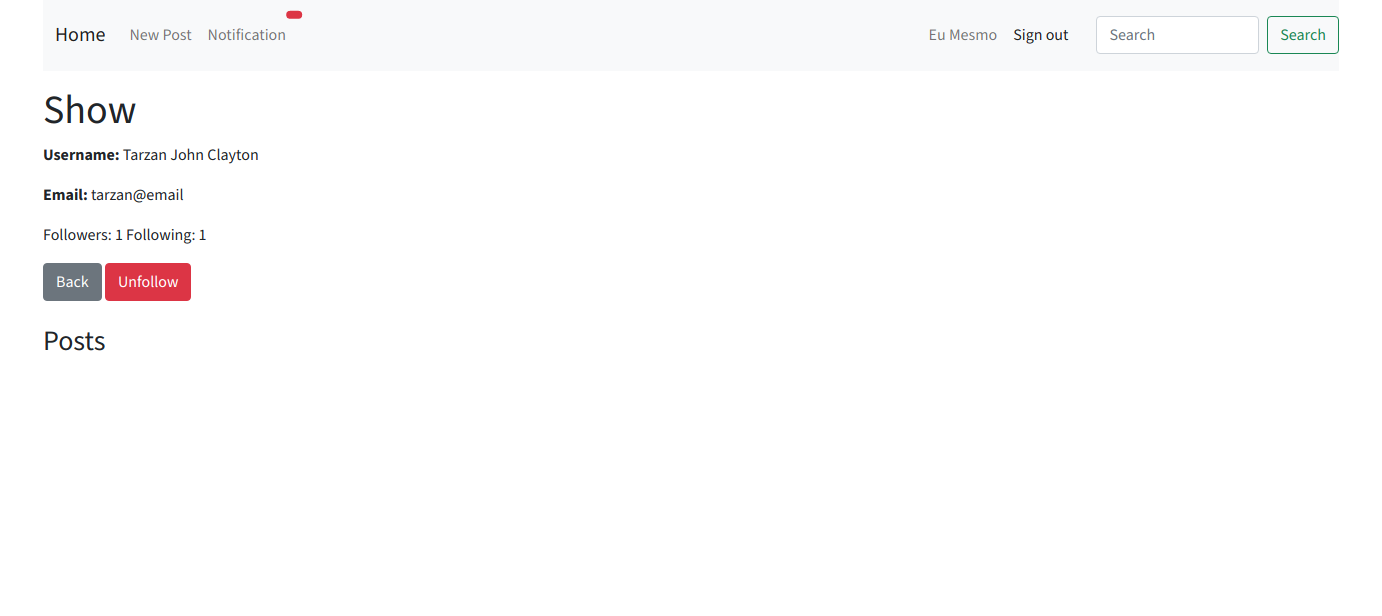 Home New Post Notification Eu Mesmo Sign out Search Search
Show
Username: Tarzan John Clayton
Email: tarzan@email
Followers: 1 Following: 1
Back Unfollow
Posts